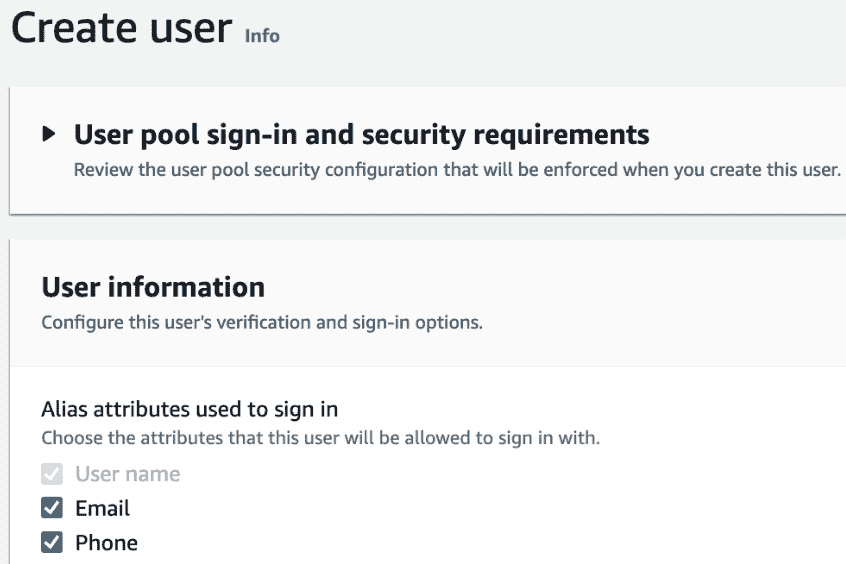 Create user Info
User pool sign-in and security requirements
Review the user pool security configuration that will be enforced when you create this user.
User information
Configure this user's verification and sign-in options.
Alias attributes used to sign in
Choose the attributes that this user will be allowed to sign in with.
User name
Email
Phone